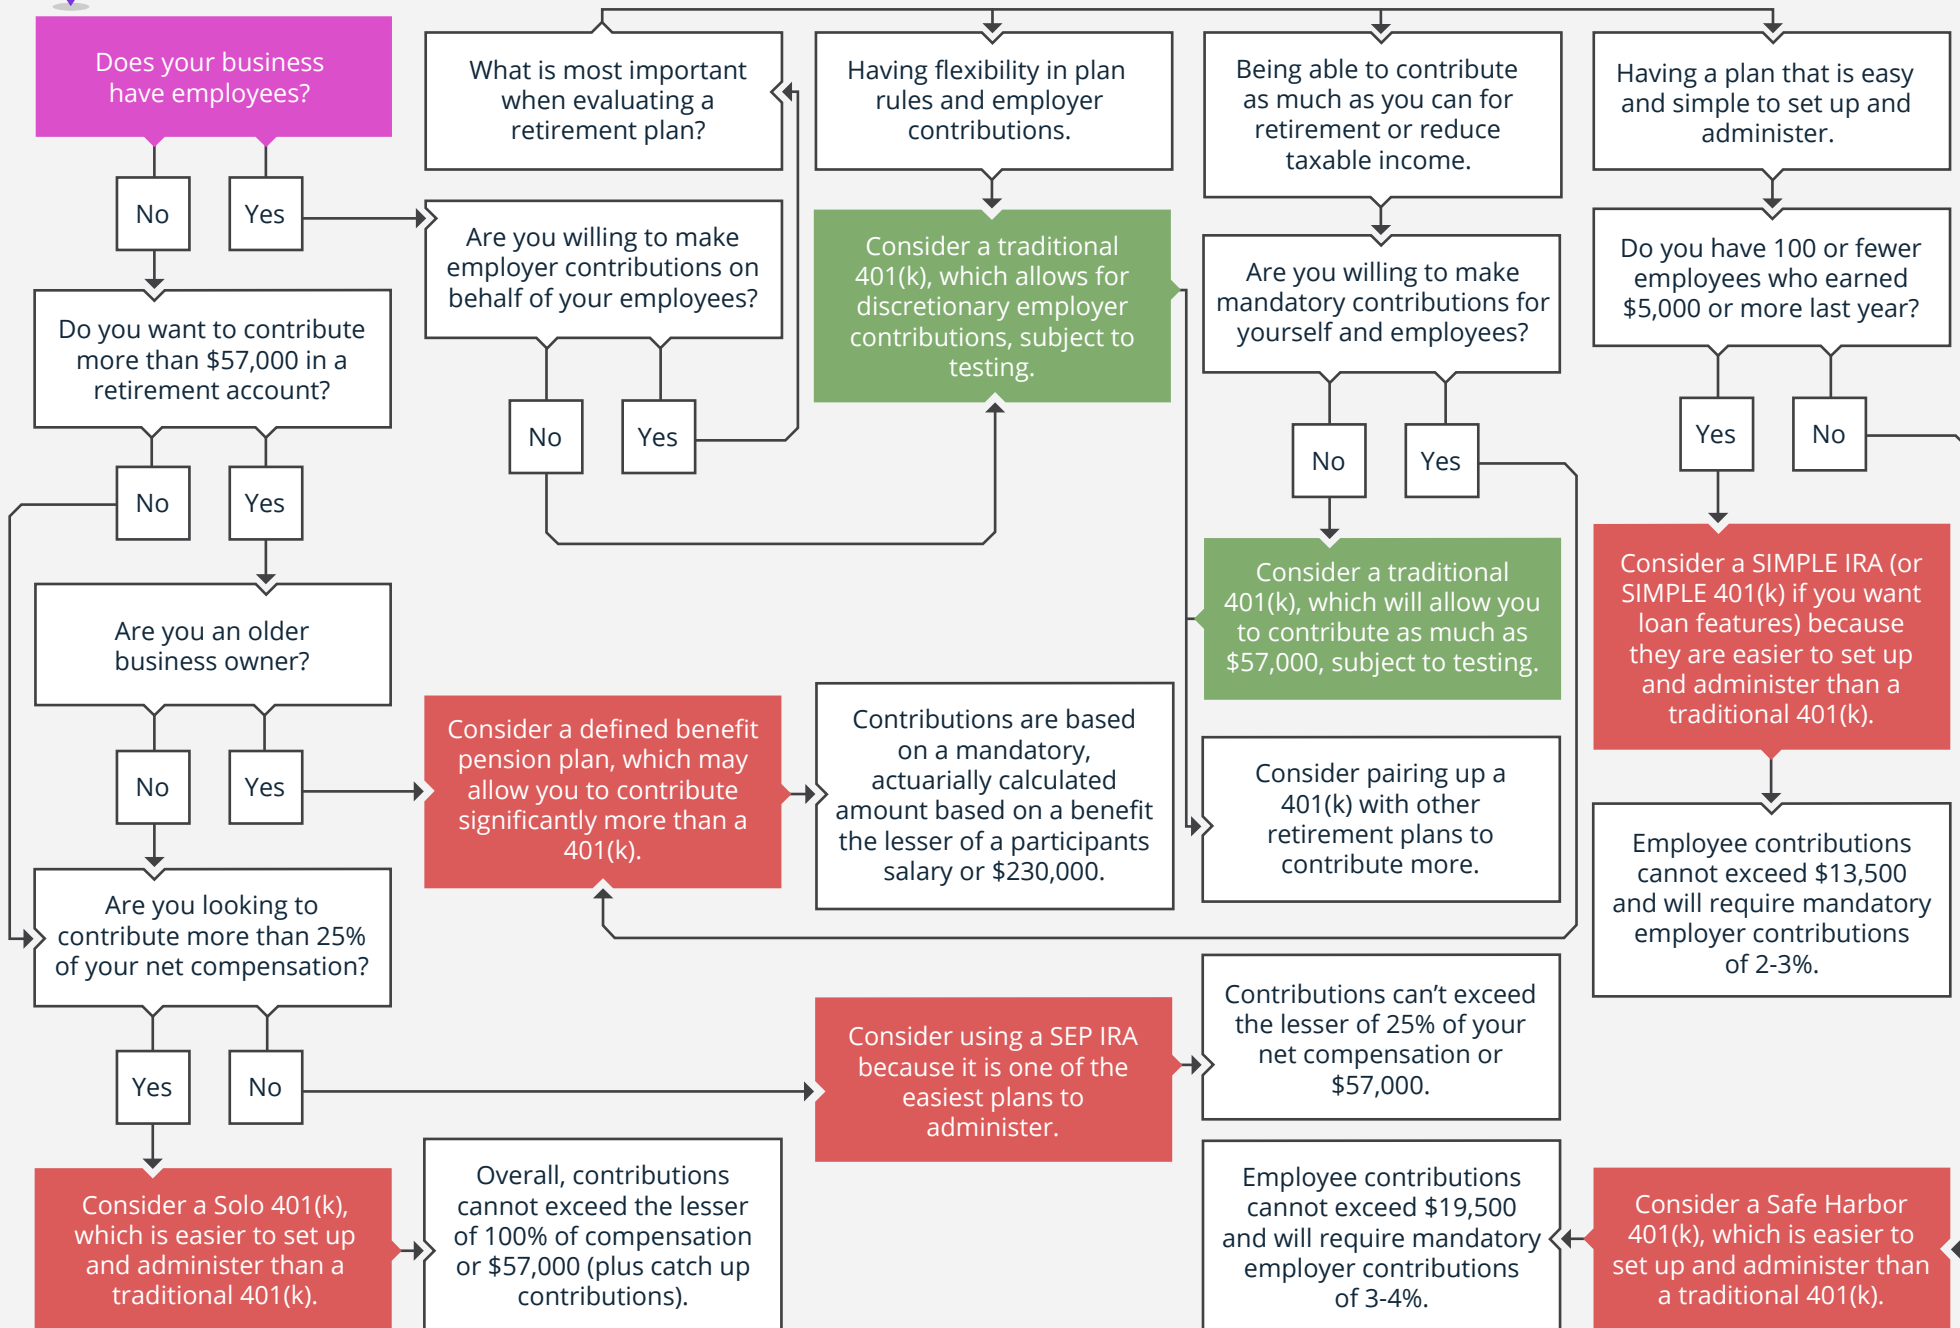 Does your business
have employees?
No
Yes
Do you want to contribute
more than $57,000 in a
retirement account?
No
Yes
Are you an older
business owner?
No
Yes
Are you looking to
contribute more than 25%
of your net compensation?
Yes
No
Consider a Solo 401(k),
which is easier to set up
and administer than a
traditional 401(k).
What is most important
when evaluating a
retirement plan?
Are you willing to make
employer contributions on
behalf of your employees?
No
Yes
Consider a defined benefit
pension plan, which may
allow you to contribute
significantly more than a
401(k).
Overall, contributions
cannot exceed the lesser
of 100% of compensation
or $57,000 (plus catch up
contributions).
Having flexibility in plan
rules and employer
contributions.
Consider a traditional
401(k), which allows for
discretionary employer
contributions, subject to
testing.
Contributions are based
on a mandatory,
actuarially calculated
amount based on a benefit
the lesser of a participants
salary or $230,000.
Consider using a SEP IRA
because it is one of the
easiest plans to
administer.
Being able to contribute
as much as you can for
retirement or reduce
taxable income.
Are you willing to make
mandatory contributions for
yourself and employees?
No
Yes
Consider a traditional
401(k), which will allow you
to contribute as much as
$57,000, subject to testing.
Consider pairing up a
401(k) with other
retirement plans to
contribute more.
Contributions can't exceed
the lesser of 25% of your
net compensation or
$57,000.
Employee contributions
cannot exceed $19,500
and will require mandatory
employer contributions
of 3-4%.
Having a plan that is easy
and simple to set up and
administer.
Do you have 100 or fewer
employees who earned
$5,000 or more last year?
Yes
No
Consider a SIMPLE IRA (or
SIMPLE 401(k) if you want
loan features) because
they are easier to set up
and administer than a
traditional 401(k).
Employee contributions
cannot exceed $13,500
and will require mandatory
employer contributions
of 2-3%.
Consider a Safe Harbor
401(k), which is easier to
set up and administer than
a traditional 401(k).